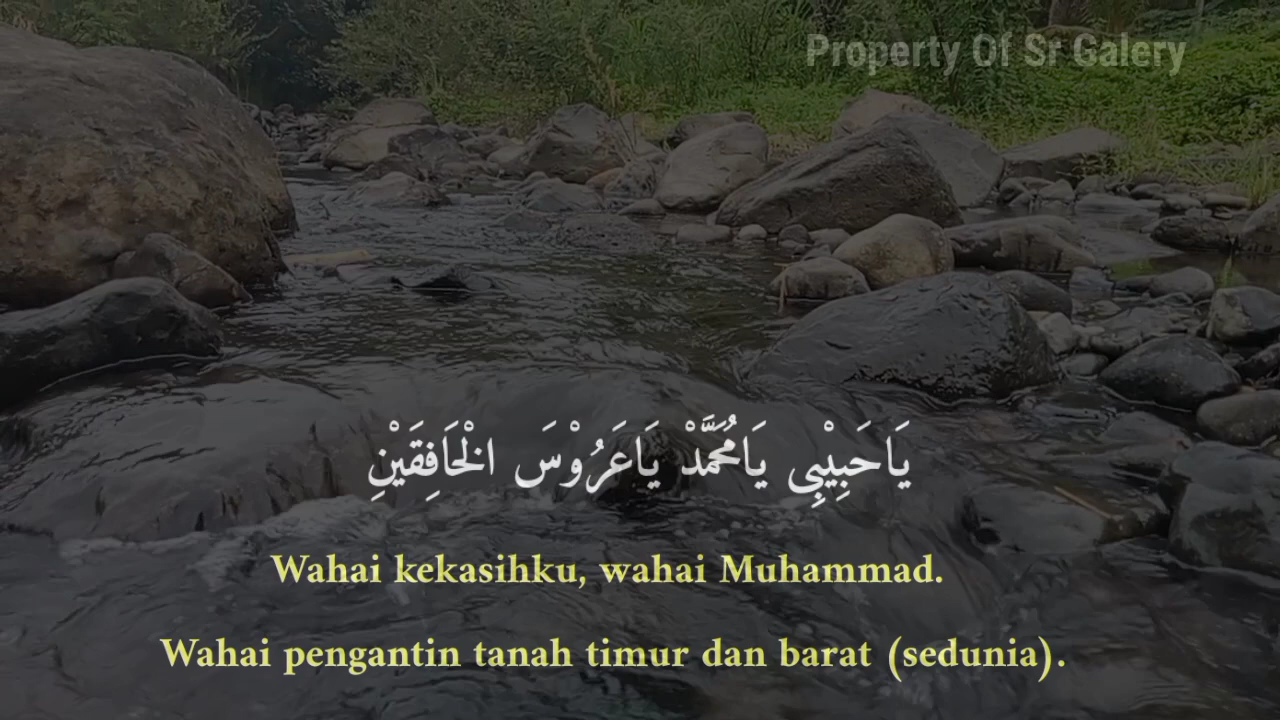 Property Of Sr Galery
يَاحَبِيْبِي يَامُحَمَّدْ يَاعَرُوْسَ الْخَافِقَيْنِ
Wahai kekasihku, wahai Muhammad.
Wahai pengantin tanah timur dan barat (sedunia).